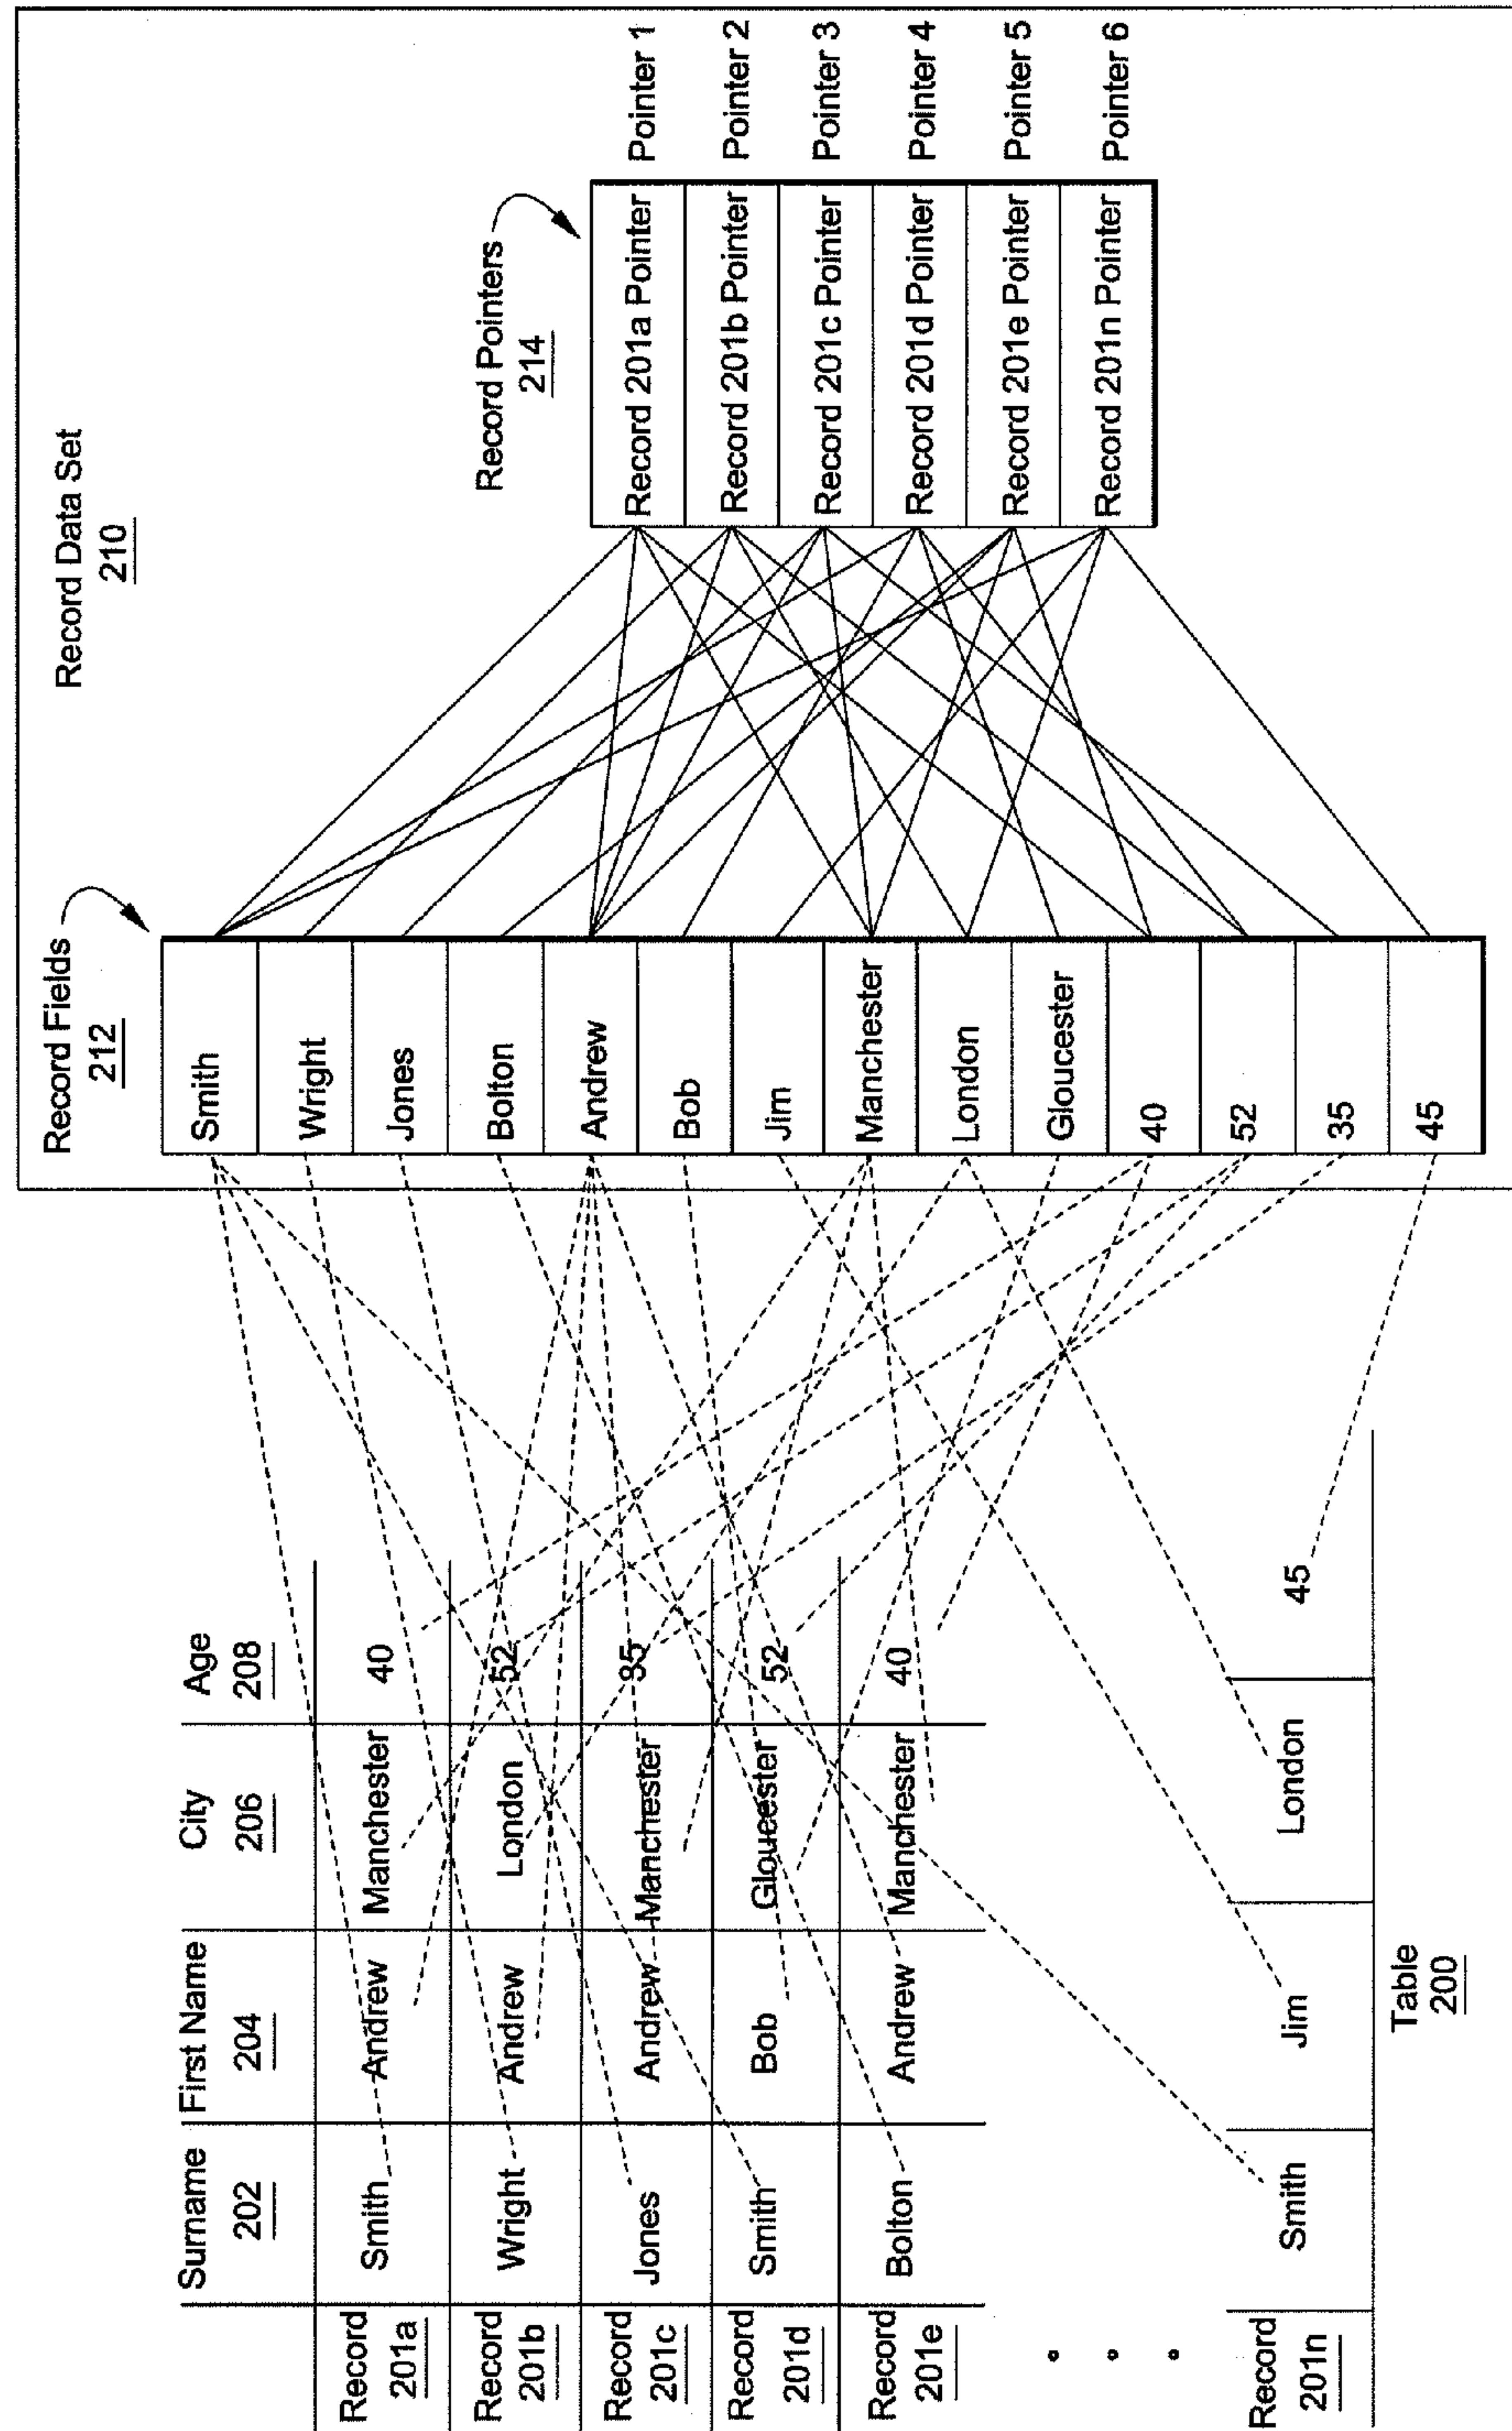 Record Data Set
210
Record Fields
212
Smith
Wright
Jones
Bolton
Andrew
Bob
Jim
Manchester
London
Gloucester
40
52
35
45
Record Pointers
214
Record 201a Pointer Pointer 1
Record 201b Pointer Pointer 2
Record 201c Pointer Pointer 3
Record 201d Pointer Pointer 4
Record 201e Pointer Pointer 5
Record 201n Pointer Pointer 6
Surname First Name City Age
202 204 206 208
Record 201a Smith Andrew Manchester 40
Record 201b Wright Andrew London 52
Record 201c Jones Andrew Manchester 35
Record 201d Smith Bob Gloucester 52
Record 201e Bolton Andrew Manchester 40
Record 201n Smith Jim London 45
Table
200